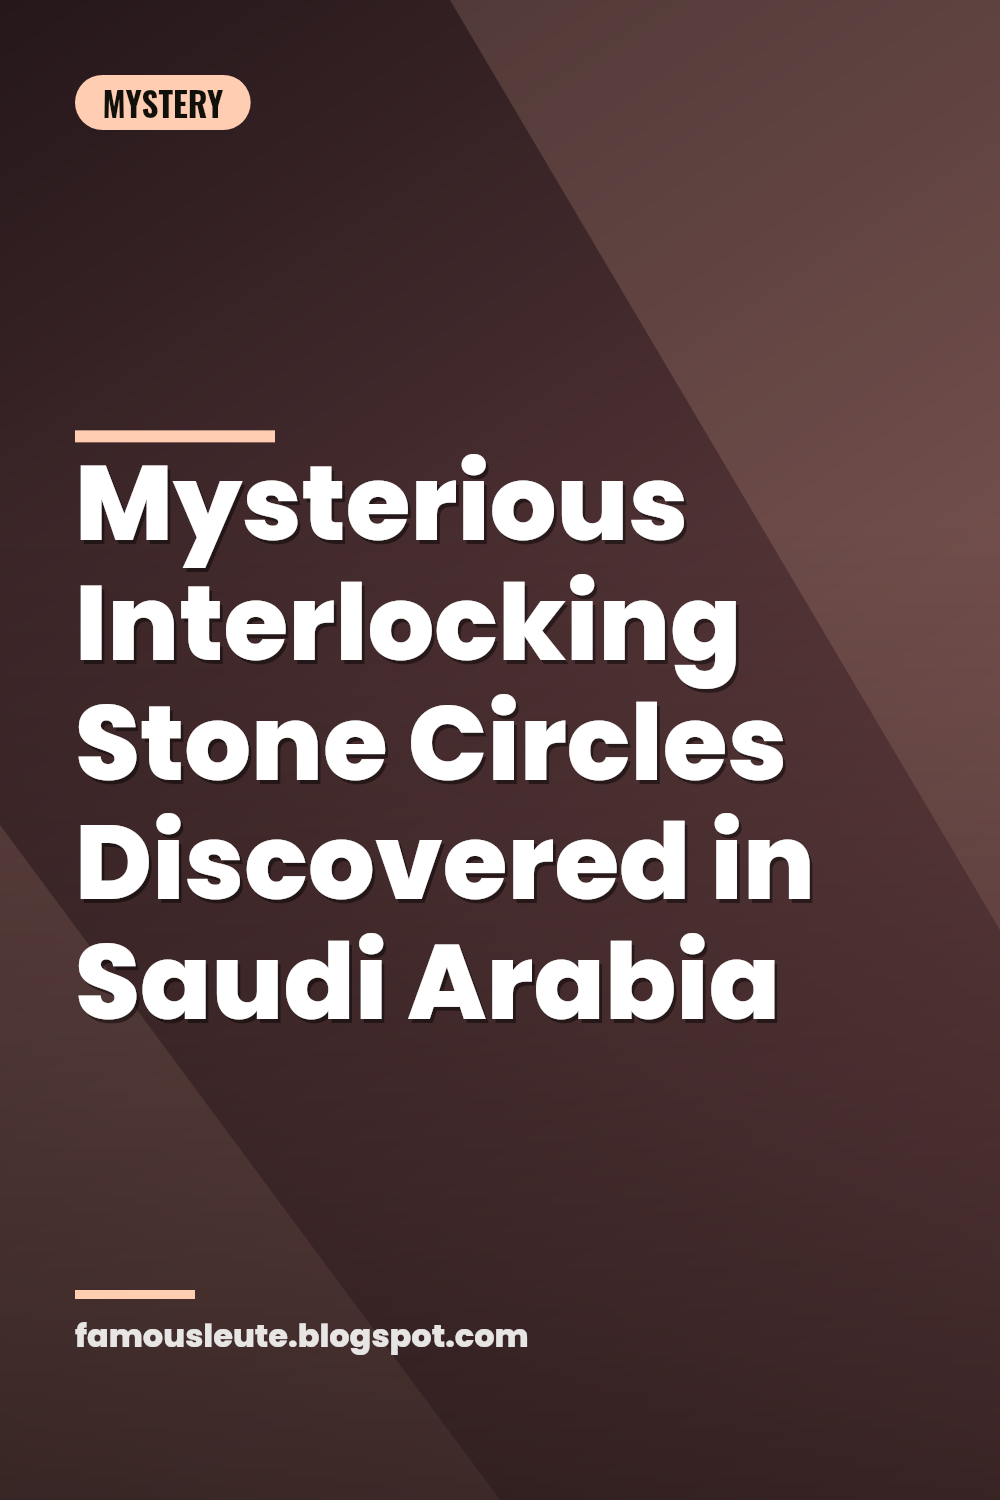 MYSTERY
Mysterious
Interlocking
Stone Circles
Discovered in
Saudi Arabia
famousleute.blogspot.com